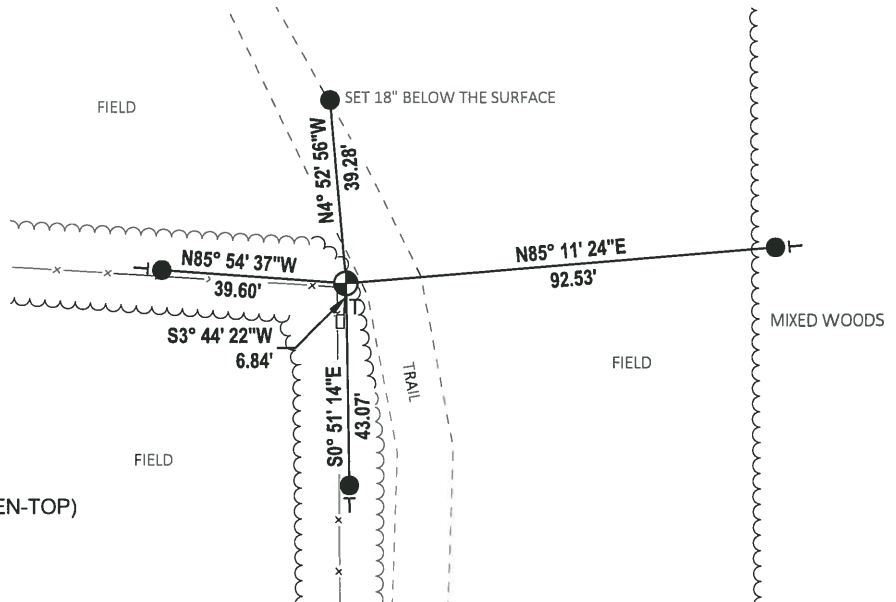 SET 18" BELOW THE SURFACE
FIELD
N4° 52' 56"W
39.28'
N85° 54' 37"W
39.60'
N85° 11' 24"E
92.53'
S3° 44' 22"W
6.84'
MIXED WOODS
FIELD
TRAIL
S0° 51' 14"E
43.07'
FIELD
EN-TOP)